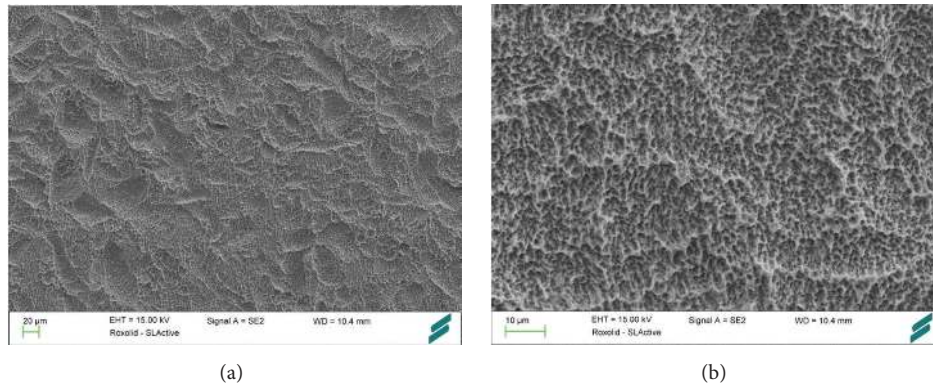 20 µm
EHT = 15.00 kV
Signal A = SE2
WD = 10.4 mm
Roxolid - SLActive
10 µm
EHT = 15.00 kV
Signal A = SE2
WD = 10.4 mm
Roxolid - SLActive
(a)
(b)